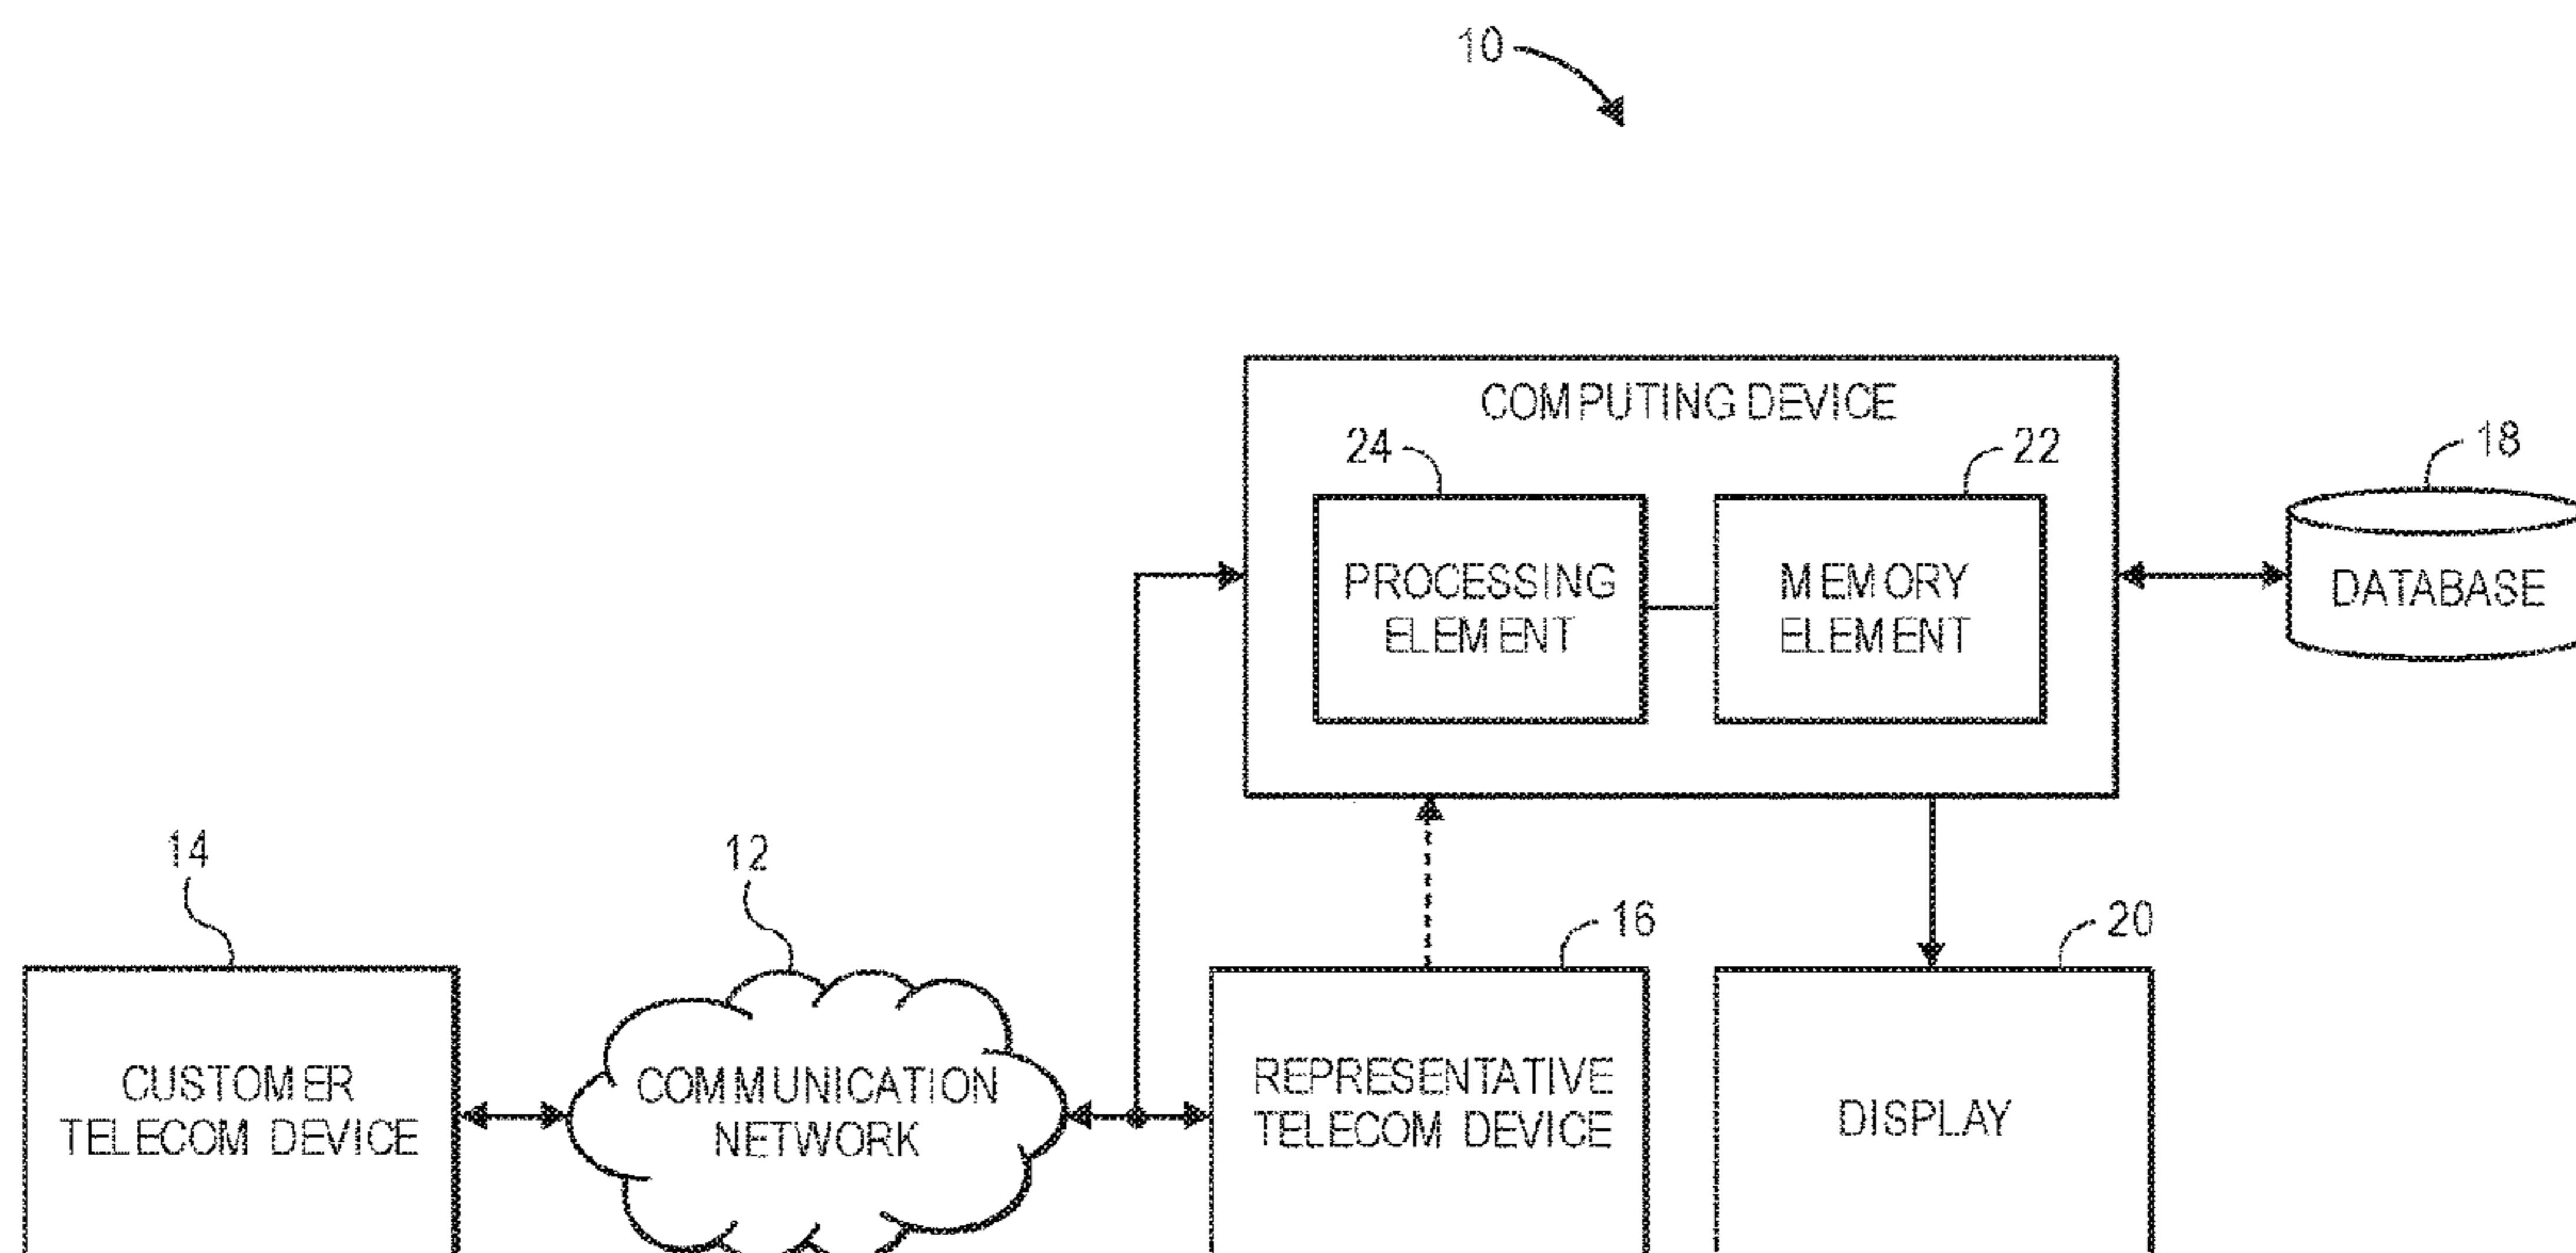 10
COMPUTING DEVICE
24
22
18
PROCESSING
ELEMENT
MEMORY
ELEMENT
DATABASE
14
12
16
20
CUSTOMER
TELECOM DEVICE
COMMUNICATION
NETWORK
REPRESENTATIVE
TELECOM DEVICE
DISPLAY